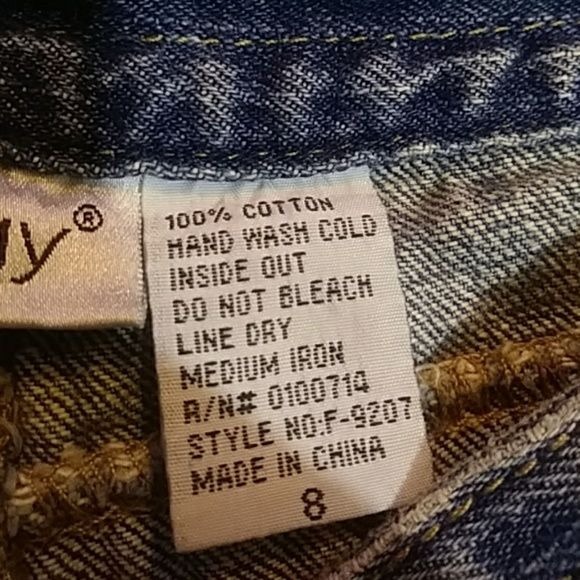 100% COTTON
HAND WASH COLD
INSIDE OUT
DO NOT BLEACH
LINE DRY
MEDIUM IRON
R/N# 0100714
STYLE NO:F-9207
MADE IN CHINA
8